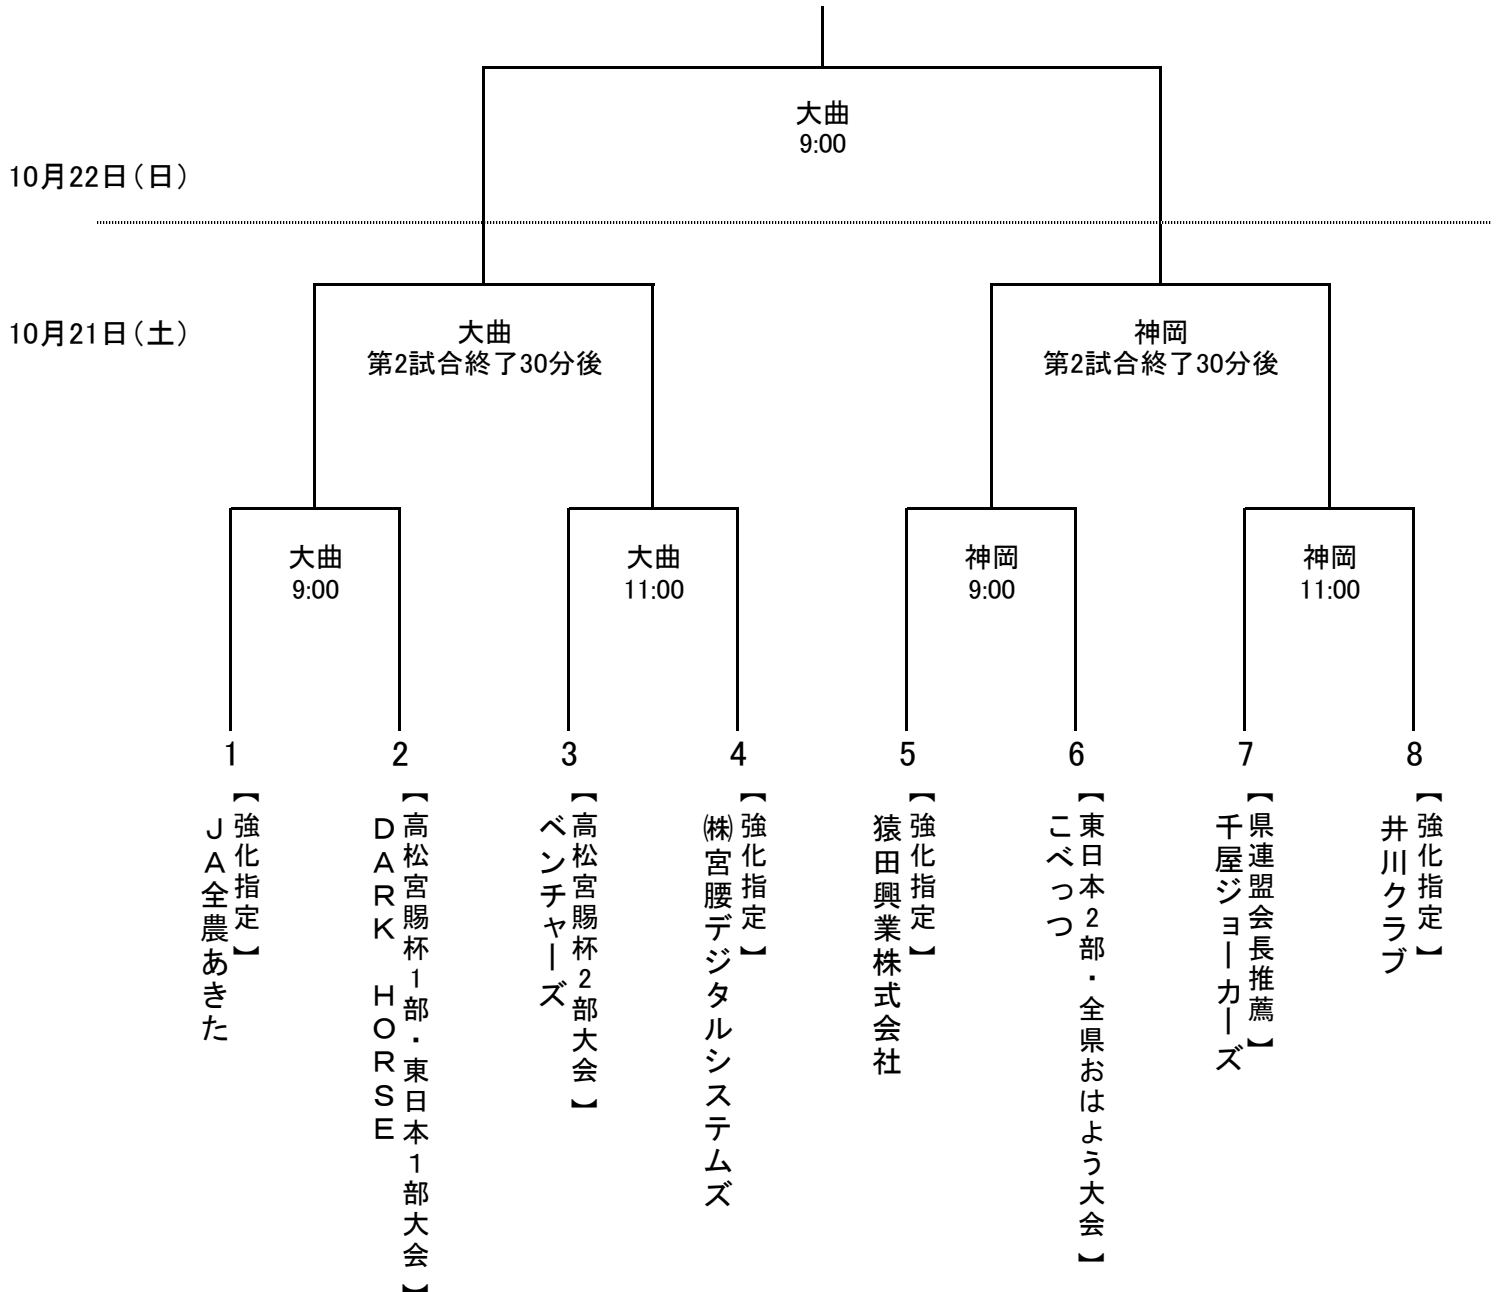 大曲
9:00
10月22日(日)
10月21日(土)
大曲
第2試合終了30分後
神岡
第2試合終了30分後
大曲
9:00
大曲
11:00
神岡
9:00
神岡
11:00
1
2
3
4
5
6
7
8
【強化指定】
JA全農あきた
【高松宮賜杯1部・東日本1部大会】
DARK HORSE
【高松宮賜杯2部大会】
ベンチャーズ
【強化指定】
㈱宮腰デジタルシステムズ
【強化指定】
猿田興業株式会社
【東日本2部・全県おはよう大会】
こべっつ
【県連盟会長推薦】
千屋ジョーカーズ
【強化指定】
井川クラブ